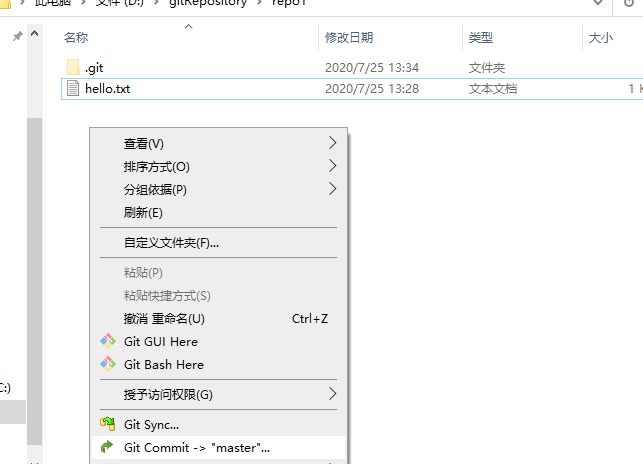 此电脑 › 文件 (D:) › gitRepository › repo1
名称 修改日期 类型 大小
.git 2020/7/25 13:34 文件夹
hello.txt 2020/7/25 13:28 文本文档 1
查看(V)
排序方式(O)
分组依据(P)
刷新(E)
自定义文件夹(F)...
粘贴(P)
粘贴快捷方式(S)
撤消 重命名(U) Ctrl+Z
Git GUI Here
Git Bash Here
授予访问权限(G)
C:)
Git Sync...
Git Commit -> "master"...